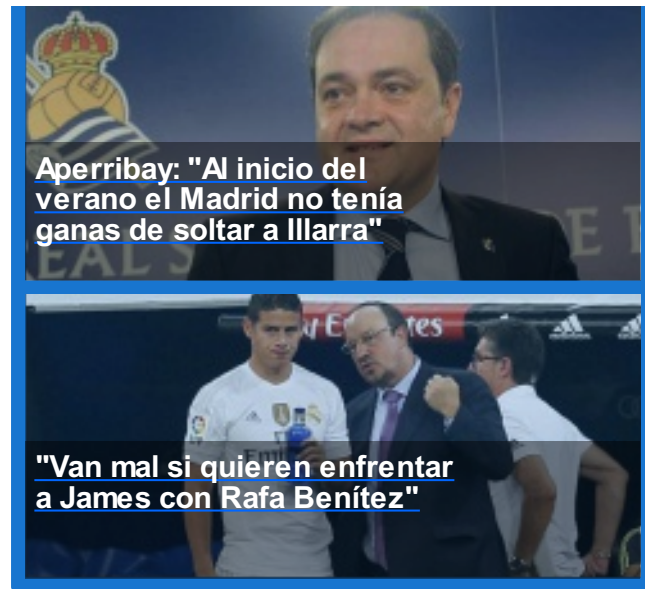 Aperribay: "Al inicio del
verano el Madrid no tenía
ganas de soltar a Illarra"
"Van mal si quieren enfrentar
a James con Rafa Benítez"